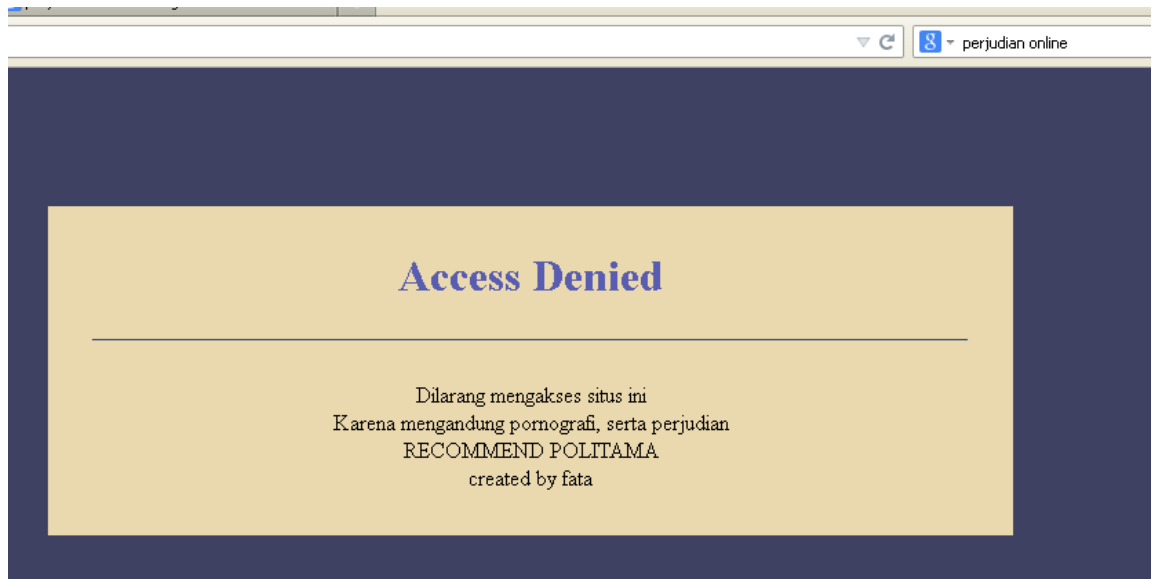 perjudian online
Access Denied
Dilarang mengakses situs ini
Karena mengandung pornografi, serta perjudian
RECOMMEND POLITAMA
created by fata